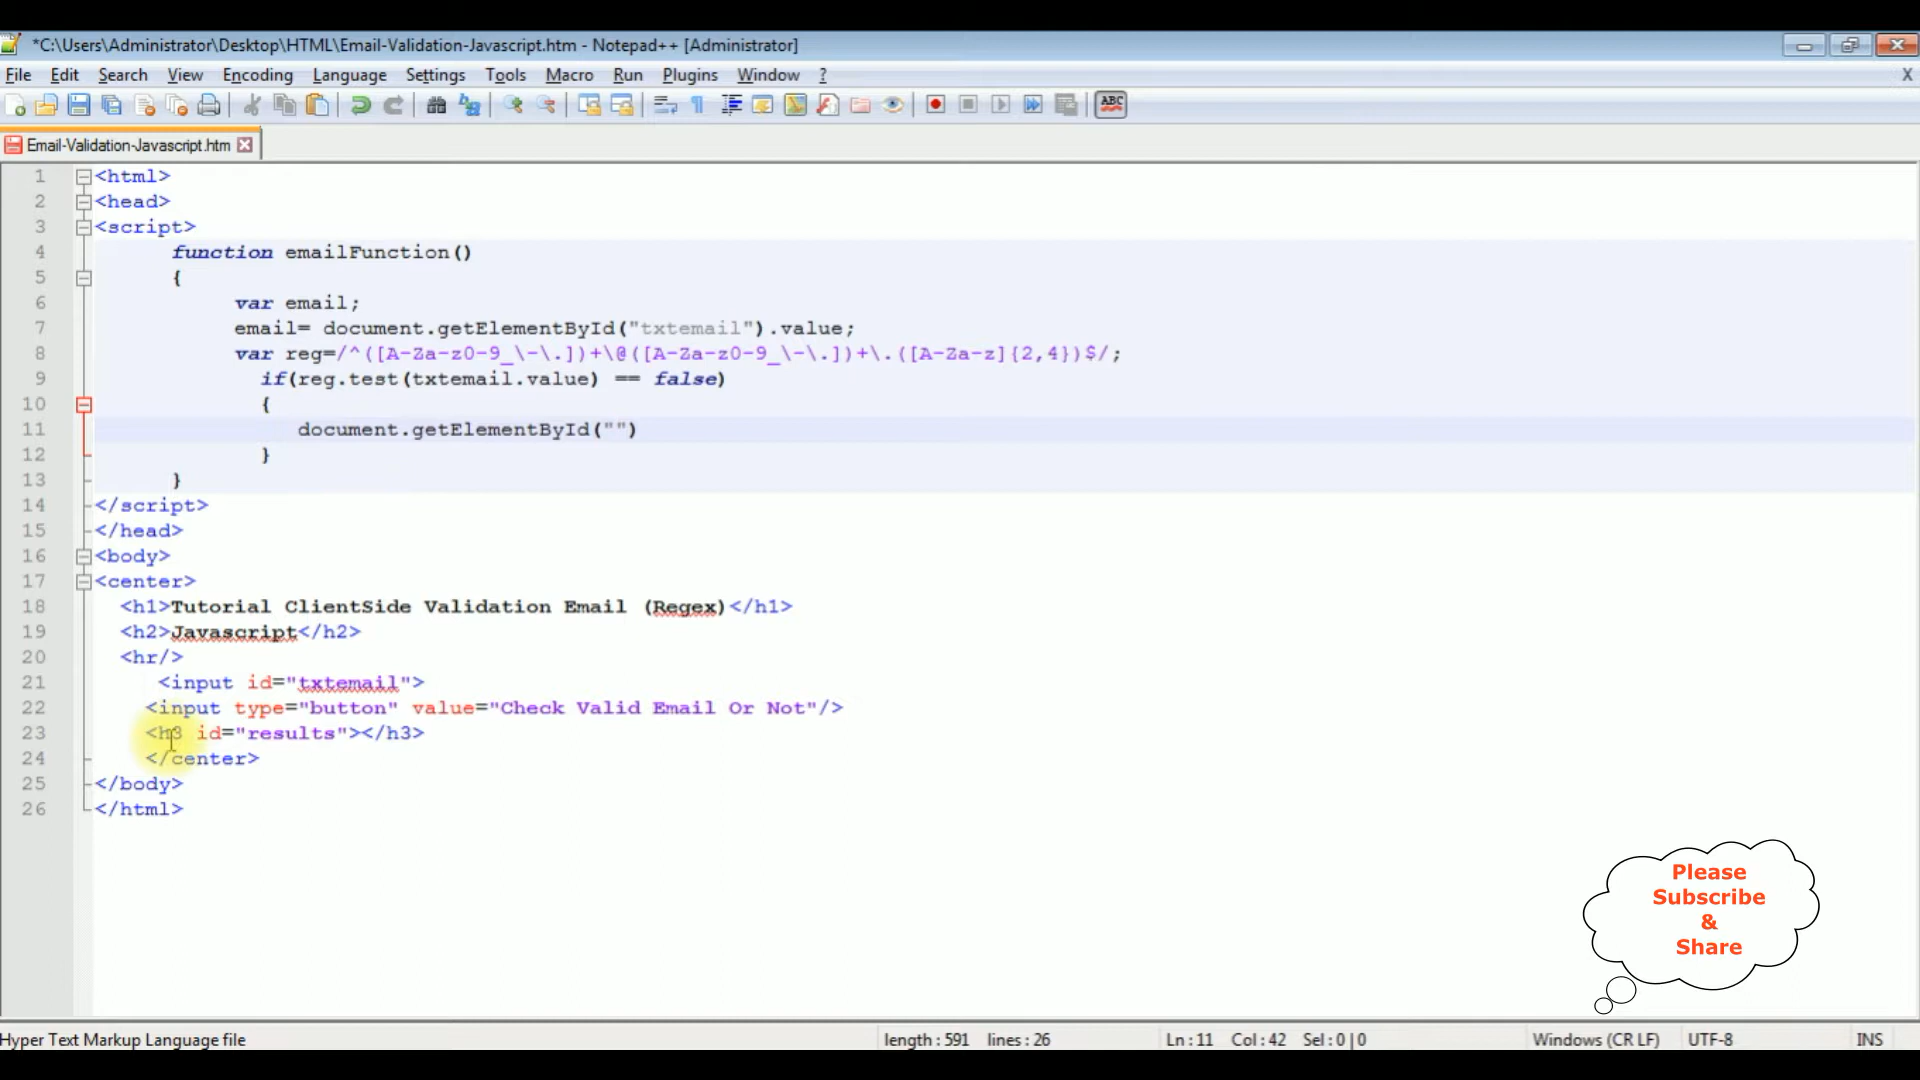 *C:\Users\Administrator\Desktop\HTML\Email-Validation-Javascript.htm - Notepad++ [Administrator]
File Edit Search View Encoding Language Settings Tools Macro Run Plugins Window ? X
ABC
Email-Validation-Javascript.htm
1 <html>
2 <head>
3 <script>
4 function emailFunction()
5 {
6 var email;
7 email= document.getElementById("txtemail").value;
8 var reg=/^([A-Za-z0-9_\-\.])+\@([A-Za-z0-9_\-\.])+\.([A-Za-z]{2,4})$/;
9 if(reg.test(txtemail.value) == false)
10 {
11 document.getElementById("")
12 }
13 }
14 </script>
15 </head>
16 <body>
17 <center>
18 <h1>Tutorial ClientSide Validation Email (Regex)</h1>
19 <h2>Javascript</h2>
20 <hr/>
21 <input id="txtemail">
22 <input type="button" value="Check Valid Email Or Not"/>
23 <h3 id="results"></h3>
24 </center>
25 </body>
26 </html>
Please
Subscribe
&
Share
Hyper Text Markup Language file length : 591 lines : 26 Ln : 11 Col : 42 Sel : 0 | 0 Windows (CR LF) UTF-8 INS